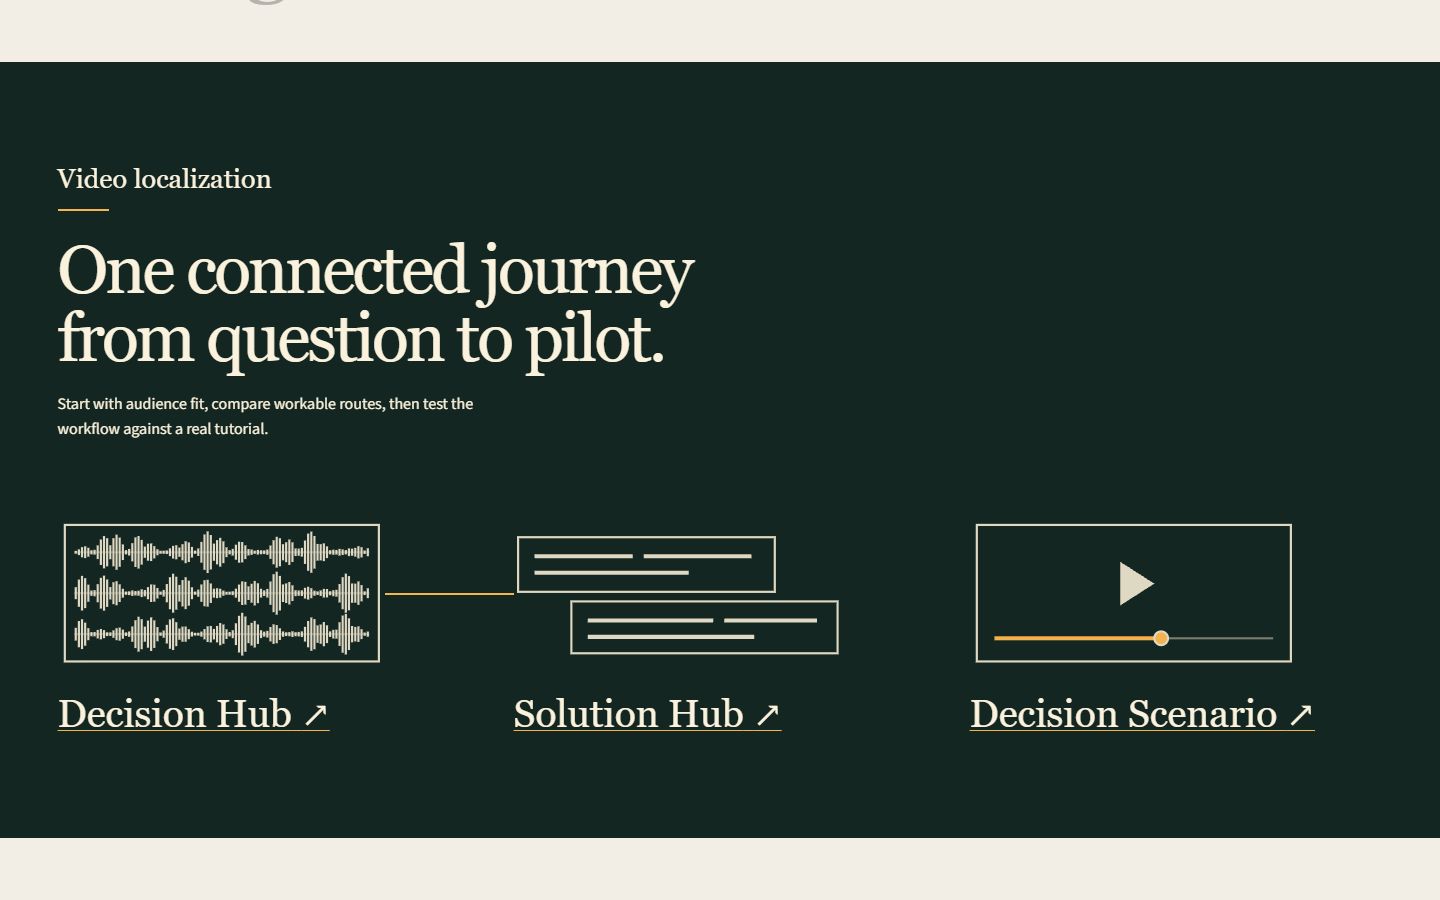 Video localization
One connected journey
from question to pilot.
Start with audience fit, compare workable routes, then test the
workflow against a real tutorial.
Decision Hub ↗
Solution Hub ↗
Decision Scenario ↗